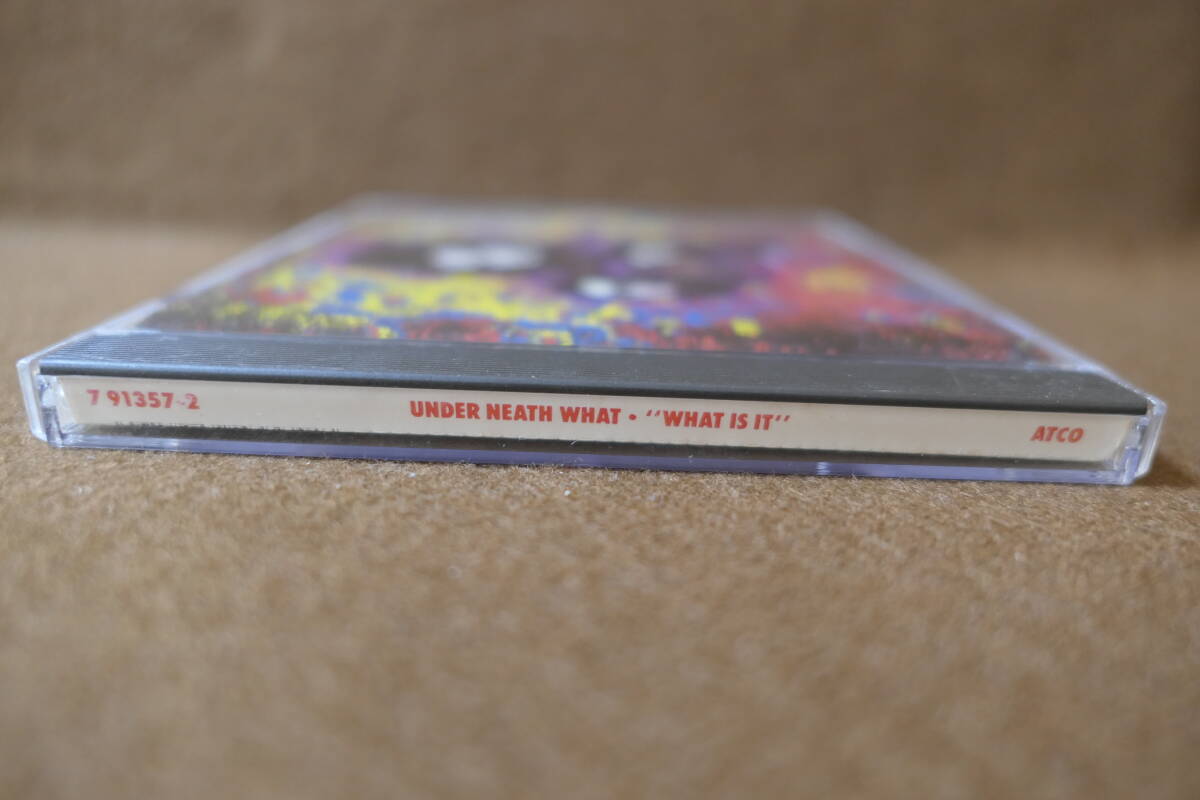 7 91357-2 UNDER NEATH WHAT • "WHAT IS IT" ATCO